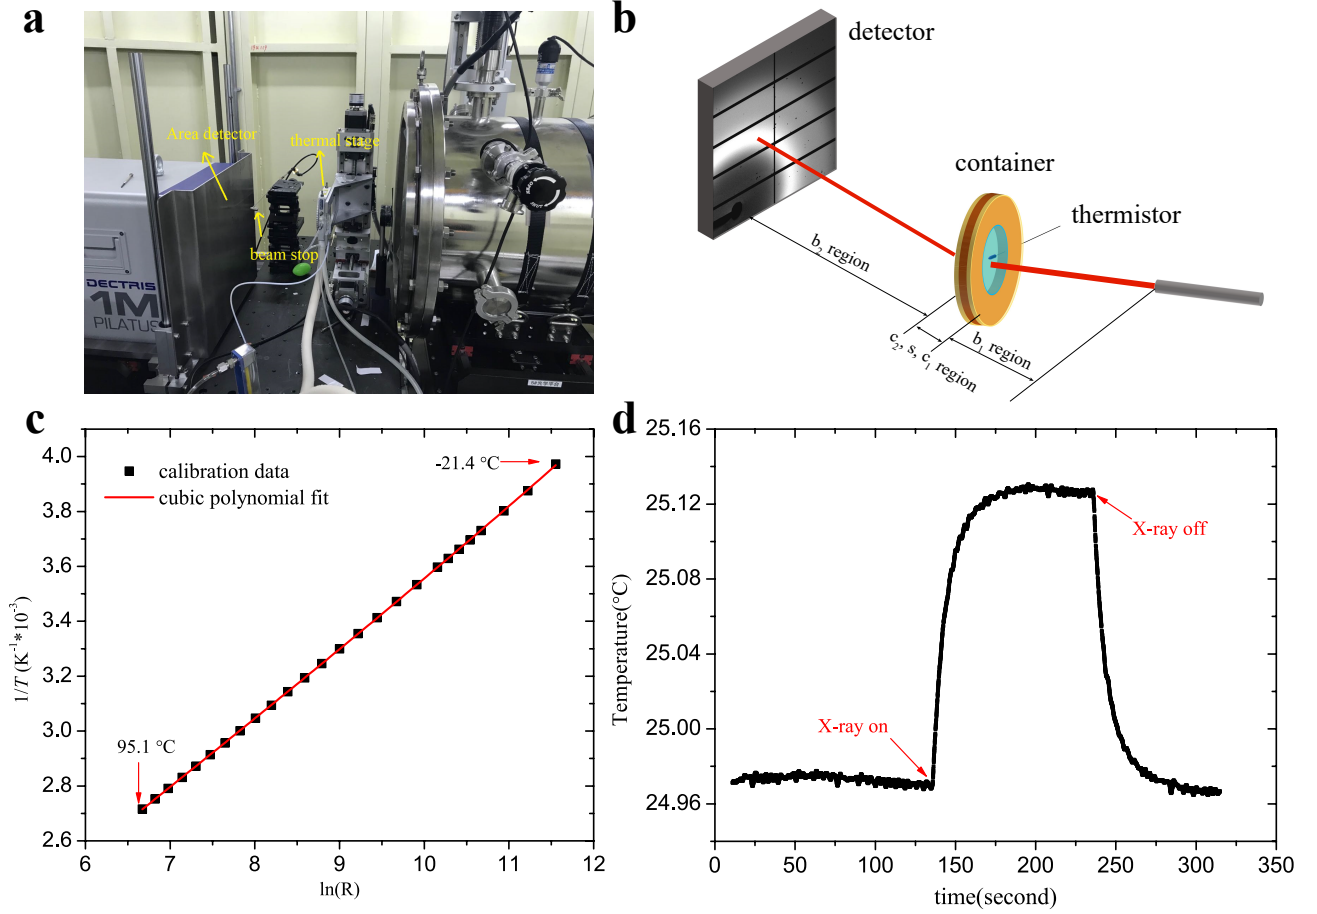 a
Area detector
thermal stage
beam stop
DECTRIS
1M
PILATUS
b
detector
container
thermistor
b₂ region
c₂, s, c₁ region
b₁ region
c
4.0
3.8
3.6
3.4
3.2
3.0
2.8
2.6
1/T (K⁻¹*10⁻³)
calibration data
cubic polynomial fit
-21.4 °C
95.1 °C
6
7
8
9
10
11
12
ln(R)
d
25.16
25.12
25.08
25.04
25.00
24.96
Temperature(°C)
X-ray on
X-ray off
0
50
100
150
200
250
300
350
time(second)